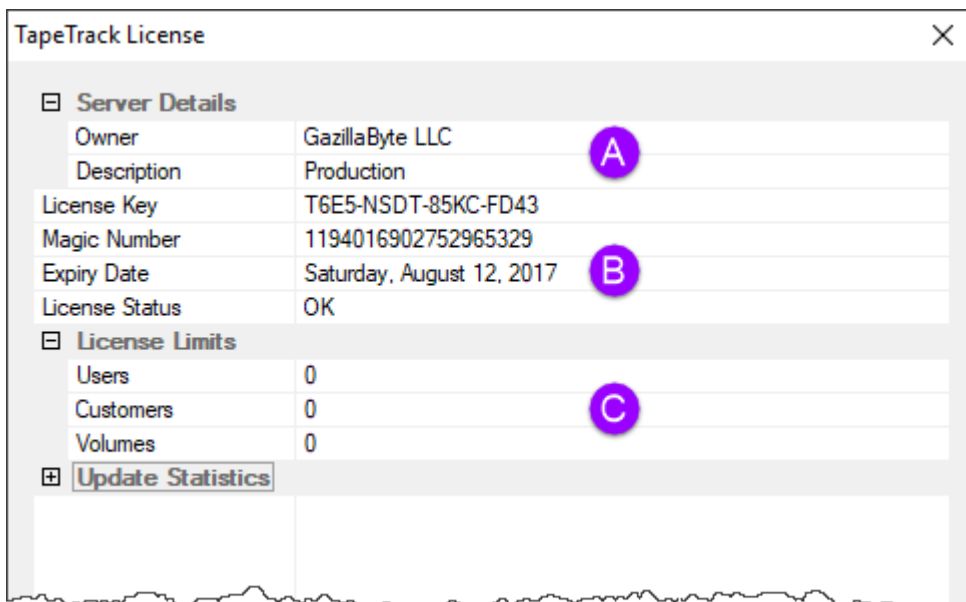 TapeTrack License
Server Details
Owner GazillaByte LLC
A
Description Production
License Key T6E5-NSDT-85KC-FD43
Magic Number 1194016902752965329
Expiry Date Saturday, August 12, 2017 B
License Status OK
License Limits
Users 0
Customers 0 C
Volumes 0
Update Statistics